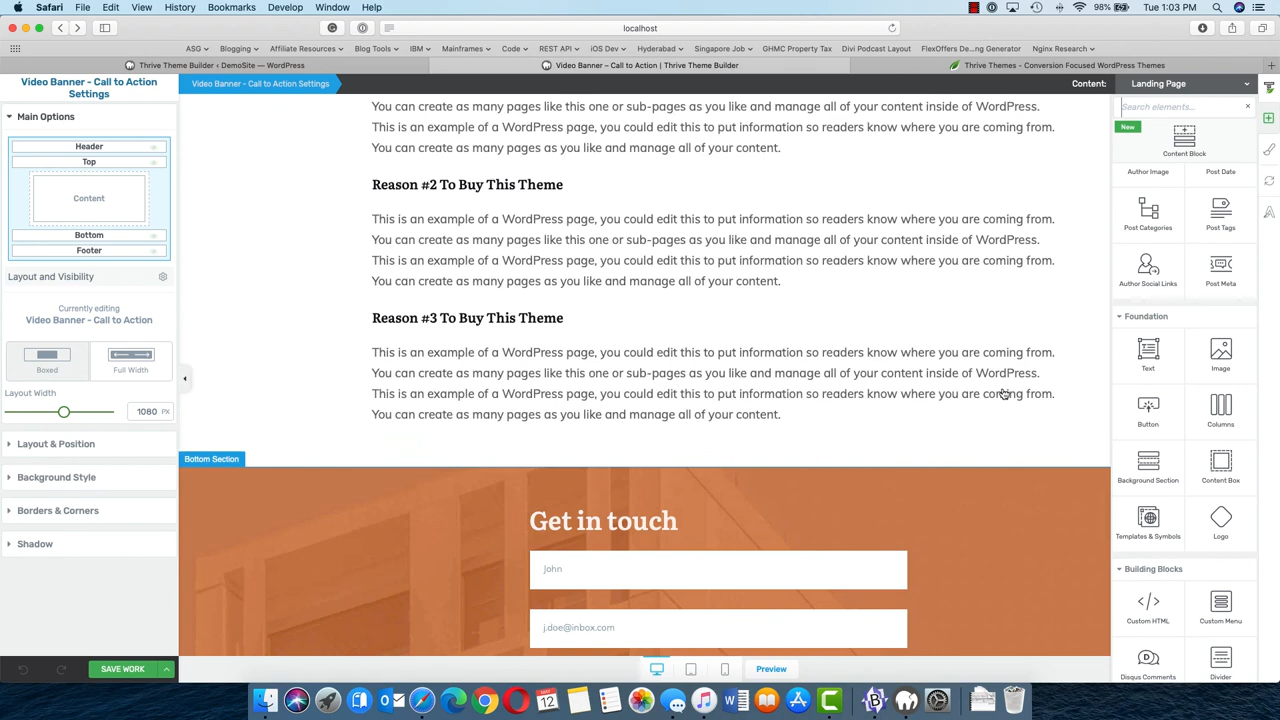 Safari File Edit View History Bookmarks Develop Window Help
98% Tue 1:03 PM
localhost
ASG Blogging Affiliate Resources Blog Tools IBM Mainframes Code REST API iOS Dev Hyderabad Singapore Job GHMC Property Tax Divi Podcast Layout FlexOffers De...ng Generator Nginx Research
Thrive Theme Builder ‹ DemoSite — WordPress
Video Banner – Call to Action | Thrive Theme Builder
Thrive Themes - Conversion Focused WordPress Themes
Video Banner - Call to Action
Settings
Video Banner - Call to Action Settings
Content:
Landing Page
Main Options
Header
Top
Content
Bottom
Footer
Layout and Visibility
Currently editing
Video Banner - Call to Action
Boxed
Full Width
Layout Width
1080 PX
Layout & Position
Background Style
Borders & Corners
Shadow
SAVE WORK
You can create as many pages like this one or sub-pages as you like and manage all of your content inside of WordPress.
This is an example of a WordPress page, you could edit this to put information so readers know where you are coming from.
You can create as many pages as you like and manage all of your content.
Reason #2 To Buy This Theme
This is an example of a WordPress page, you could edit this to put information so readers know where you are coming from.
You can create as many pages like this one or sub-pages as you like and manage all of your content inside of WordPress.
This is an example of a WordPress page, you could edit this to put information so readers know where you are coming from.
You can create as many pages as you like and manage all of your content.
Reason #3 To Buy This Theme
This is an example of a WordPress page, you could edit this to put information so readers know where you are coming from.
You can create as many pages like this one or sub-pages as you like and manage all of your content inside of WordPress.
This is an example of a WordPress page, you could edit this to put information so readers know where you are coming from.
You can create as many pages as you like and manage all of your content.
Bottom Section
Get in touch
John
j.doe@inbox.com
Preview
Search elements...
New
Content Block
Author Image
Post Date
Post Categories
Post Tags
Author Social Links
Post Meta
Foundation
Text
Image
Button
Columns
Background Section
Content Box
Templates & Symbols
Logo
Building Blocks
Custom HTML
Custom Menu
Disqus Comments
Divider
12